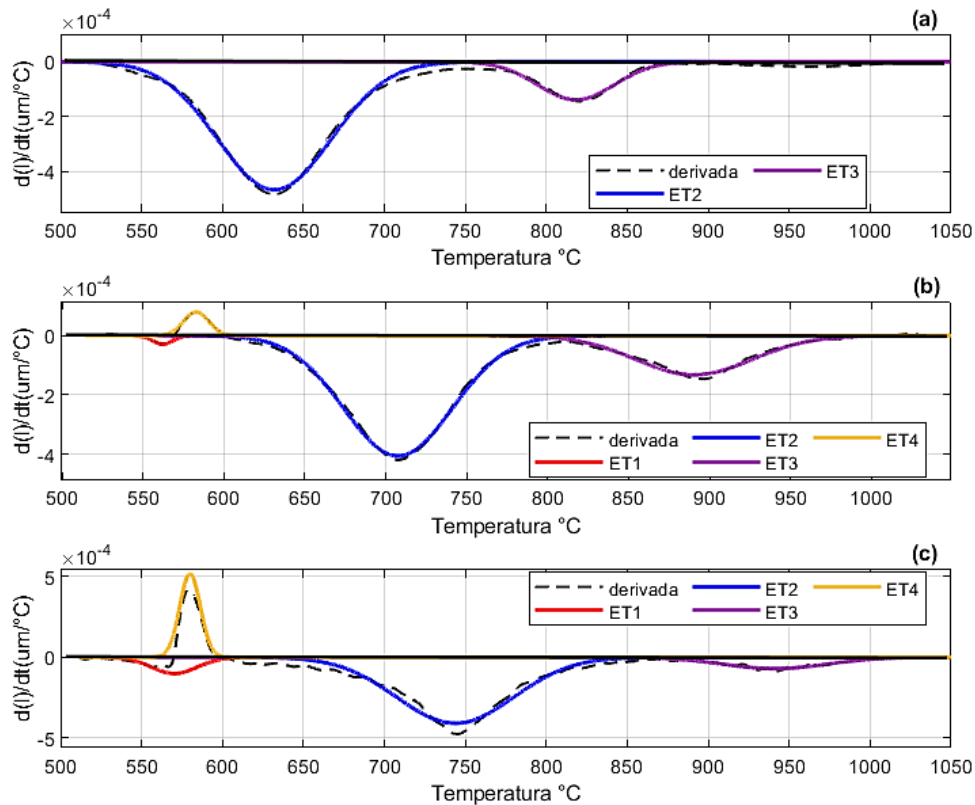 ×10⁻⁴ (a)
0
-2
-4
d(l)/dt(um/°C)
derivada ET3
ET2
500 550 600 650 700 750 800 850 900 950 1000 1050
Temperatura °C
×10⁻⁴ (b)
0
-2
-4
d(l)/dt(um/°C)
derivada ET2 ET4
ET1 ET3
500 550 600 650 700 750 800 850 900 950 1000
Temperatura °C
×10⁻⁴ (c)
5
0
-5
d(l)/dt(um/°C)
derivada ET2 ET4
ET1 ET3
500 550 600 650 700 750 800 850 900 950 1000 1050
Temperatura °C